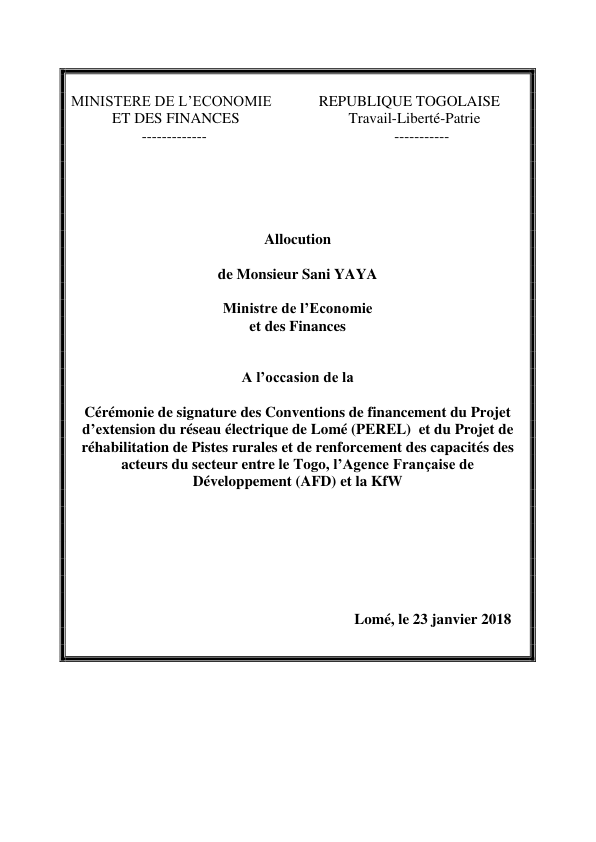 MINISTERE DE L’ECONOMIE
ET DES FINANCES
-------------
REPUBLIQUE TOGOLAISE
Travail-Liberté-Patrie
-----------
Allocution
de Monsieur Sani YAYA
Ministre de l’Economie
et des Finances
A l’occasion de la
Cérémonie de signature des Conventions de financement du Projet
d’extension du réseau électrique de Lomé (PEREL) et du Projet de
réhabilitation de Pistes rurales et de renforcement des capacités des
acteurs du secteur entre le Togo, l’Agence Française de
Développement (AFD) et la KfW
Lomé, le 23 janvier 2018